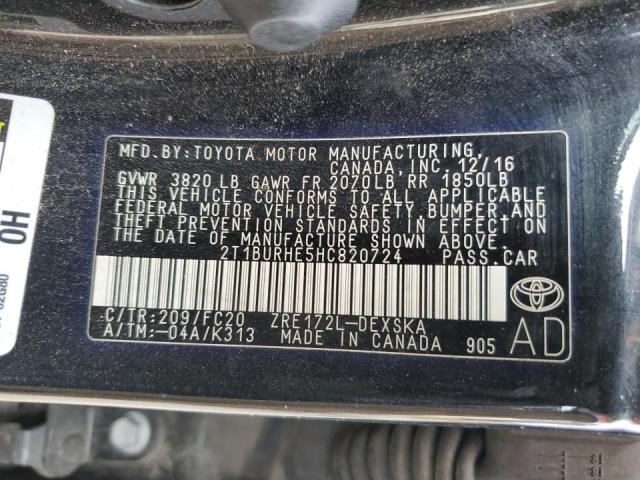 MFD.BY:TOYOTA MOTOR MANUFACTURING,
CANADA, INC. 12/16
GVWR 3820 LB GAWR FR 2070LB RR 1850LB
THIS VEHICLE CONFORMS TO ALL APPLICABLE
FEDERAL MOTOR VEHICLE SAFETY, BUMPER, AND
THEFT PREVENTION STANDARDS IN EFFECT ON
THE DATE OF MANUFACTURE SHOWN ABOVE.
2T1BURHE5HC820724 PASS.CAR
C/TR:209/FC20 ZRE172L-DEXSKA
A/TM:-04A/K313 MADE IN CANADA 905
AD
OH